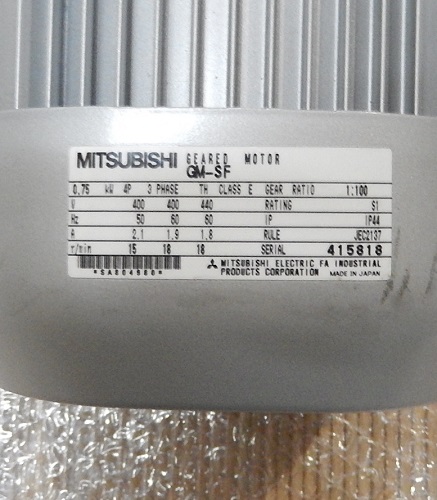 MITSUBISHI GEARED MOTOR
GM-SF
0.75 kW 4P 3 PHASE TH CLASS E GEAR RATIO 1:100
V 400 400 440 RATING S1
Hz 50 60 60 IP IP44
A 2.1 1.9 1.8 RULE JEC2137
r/min 15 18 18 SERIAL 415818
*SA804980*
MITSUBISHI ELECTRIC FA INDUSTRIAL
PRODUCTS CORPORATION MADE IN JAPAN